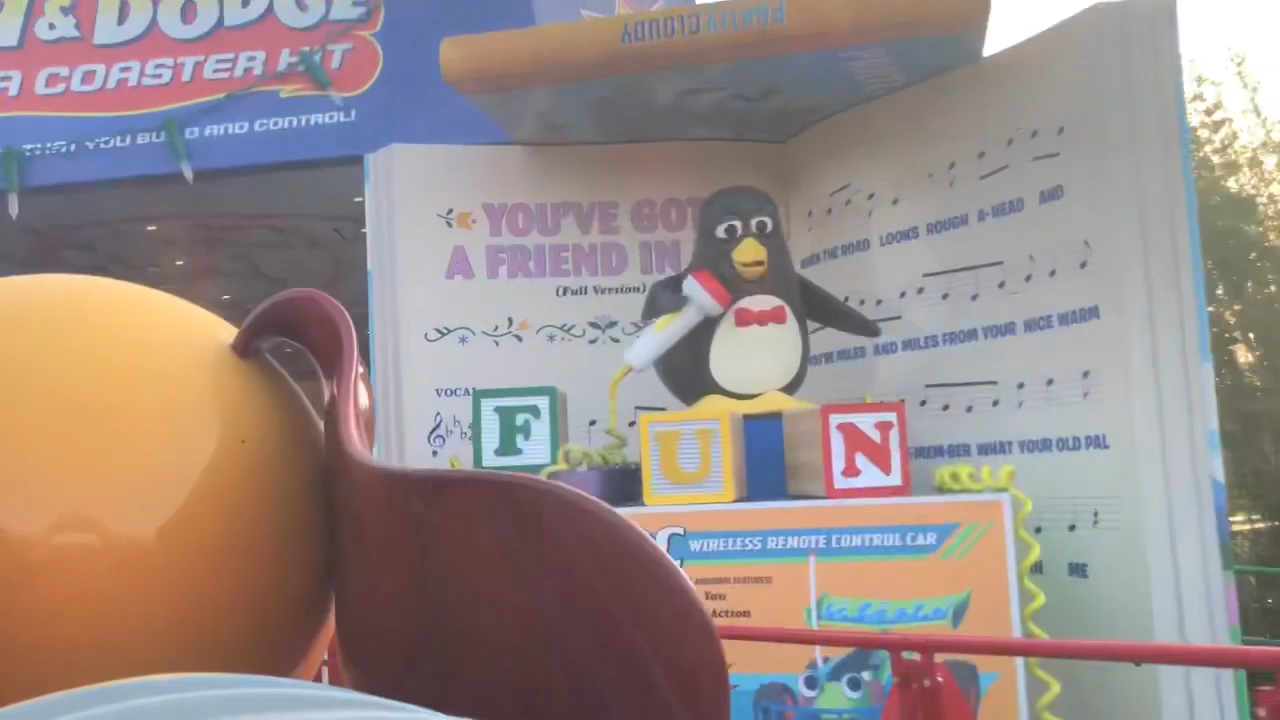 & DODGE
A COASTER KIT
THAT YOU BUILD AND CONTROL!
PARTLY CLOUDY
YOU'VE GOT
A FRIEND IN
(Full Version)
VOCAL
WHEN THE ROAD LOOKS ROUGH A-HEAD AND
YOU'RE MILES AND MILES FROM YOUR NICE WARM
-MEM-BER WHAT YOUR OLD PAL
ME
F
U
N
WIRELESS REMOTE CONTROL CAR
You
Action